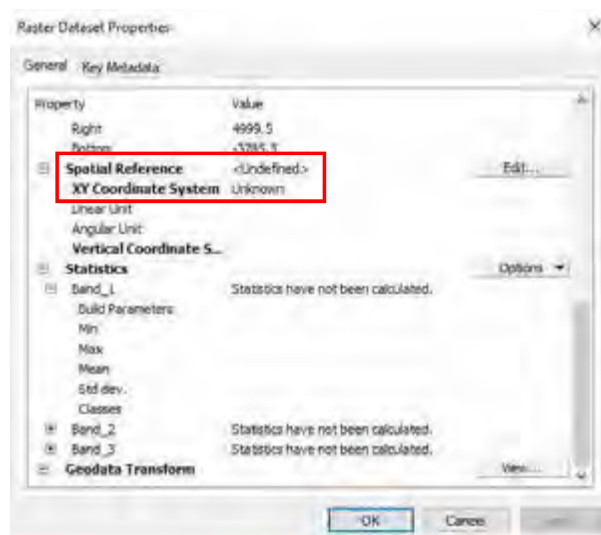 Raster Dataset Properties
General Key Metadata
Property Value
Right 4999.5
Bottom -3285.5
Spatial Reference <Undefined> Edit...
XY Coordinate System Unknown
Linear Unit
Angular Unit
Vertical Coordinate S...
Statistics Options
Band_1 Statistics have not been calculated.
Build Parameters
Min
Max
Mean
Std dev.
Classes
Band_2 Statistics have not been calculated.
Band_3 Statistics have not been calculated.
Geodata Transform View...
OK Cancel